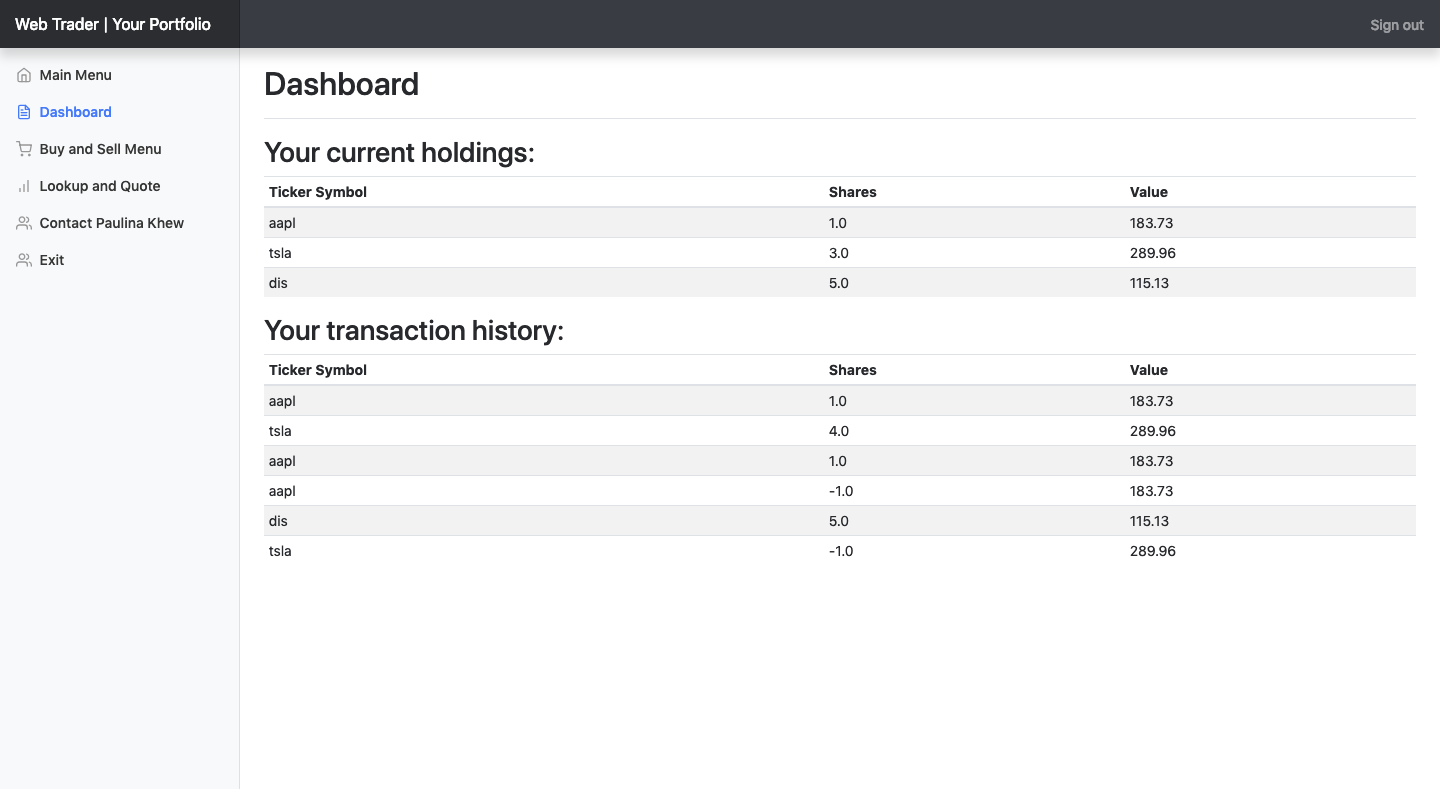 Web Trader | Your Portfolio
Sign out
Main Menu
Dashboard
Buy and Sell Menu
Lookup and Quote
Contact Paulina Khew
Exit
Dashboard
Your current holdings:
Ticker Symbol Shares Value
aapl 1.0 183.73
tsla 3.0 289.96
dis 5.0 115.13
Your transaction history:
Ticker Symbol Shares Value
aapl 1.0 183.73
tsla 4.0 289.96
aapl 1.0 183.73
aapl -1.0 183.73
dis 5.0 115.13
tsla -1.0 289.96